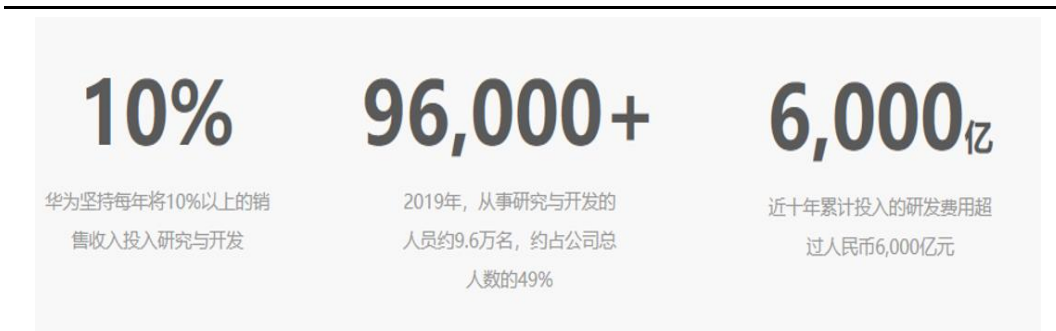 10%
华为坚持每年将10%以上的销
售收入投入研究与开发
96,000+
2019年，从事研究与开发的
人员约9.6万名，约占公司总
人数的49%
6,000亿
近十年累计投入的研发费用超
过人民币6,000亿元